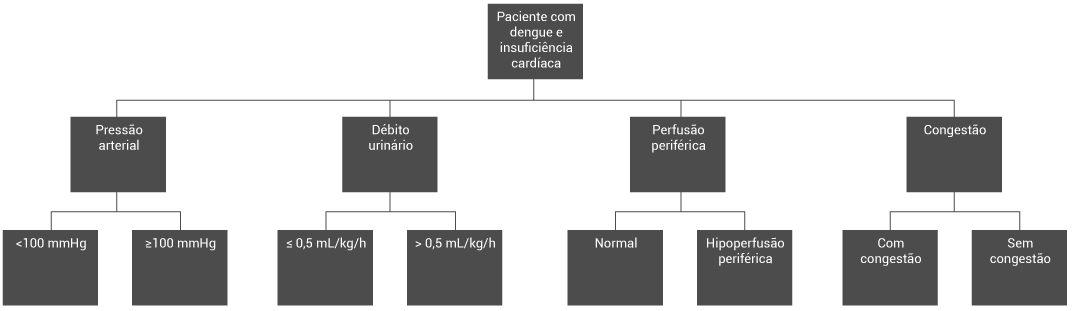 Paciente com
dengue e
insuficiência
cardíaca
Pressão
arterial
Débito
urinário
Perfusão
periférica
Congestão
<100 mmHg
≥100 mmHg
≤ 0,5 mL/kg/h
> 0,5 mL/kg/h
Normal
Hipoperfusão
periférica
Com
congestão
Sem
congestão